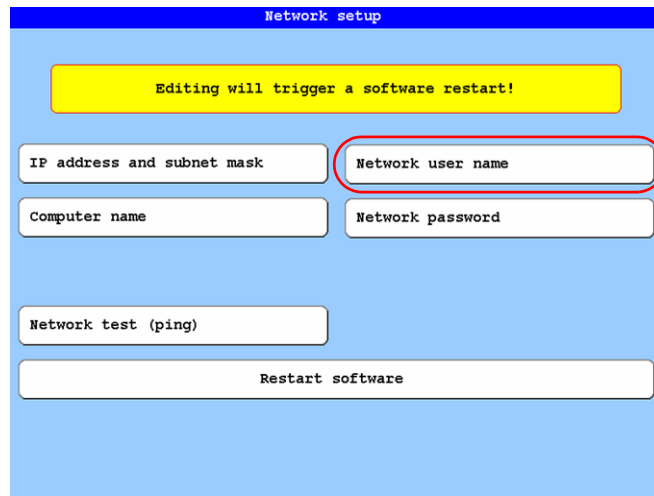 Network setup
Editing will trigger a software restart!
IP address and subnet mask
Network user name
Computer name
Network password
Network test (ping)
Restart software